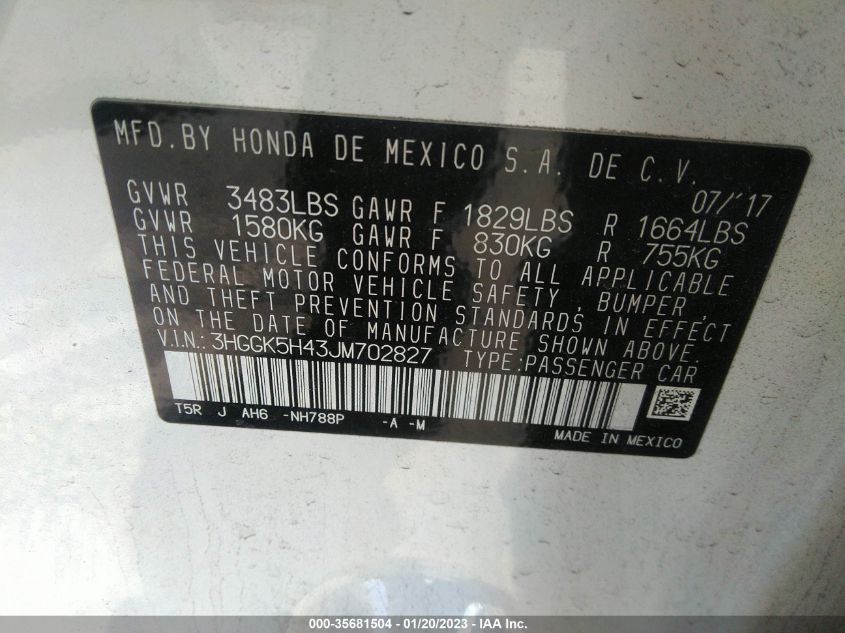 MFD.BY HONDA DE MEXICO S.A. DE C.V.
07/'17
GVWR 3483LBS GAWR F 1829LBS R 1664LBS
GVWR 1580KG GAWR F 830KG R 755KG
THIS VEHICLE CONFORMS TO ALL APPLICABLE
FEDERAL MOTOR VEHICLE SAFETY, BUMPER,
AND THEFT PREVENTION STANDARDS IN EFFECT
ON THE DATE OF MANUFACTURE SHOWN ABOVE.
V.I.N.: 3HGGK5H43JM702827 TYPE:PASSENGER CAR
T5R J AH6 -NH788P -A -M
MADE IN MEXICO
000-35681504 - 01/20/2023 - IAAI Inc.